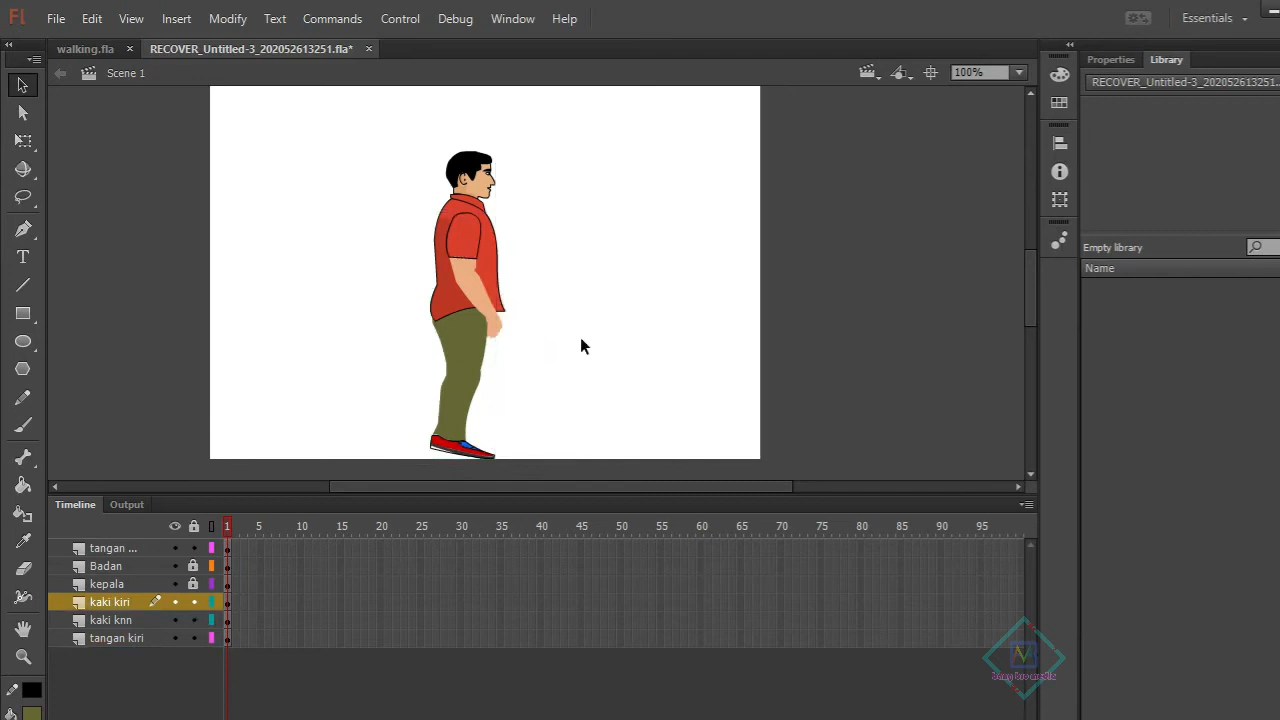 Fl File Edit View Insert Modify Text Commands Control Debug Window Help Essentials
walking.fla × RECOVER_Untitled-3_202052613251.fla* ×
Properties Library
Scene 1 100%
RECOVER_Untitled-3_202052613251.
Empty library
Name
Timeline Output
1 5 10 15 20 25 30 35 40 45 50 55 60 65 70 75 80 85 90 95
tangan ...
Badan
kepala
kaki kiri
kaki knn
tangan kiri